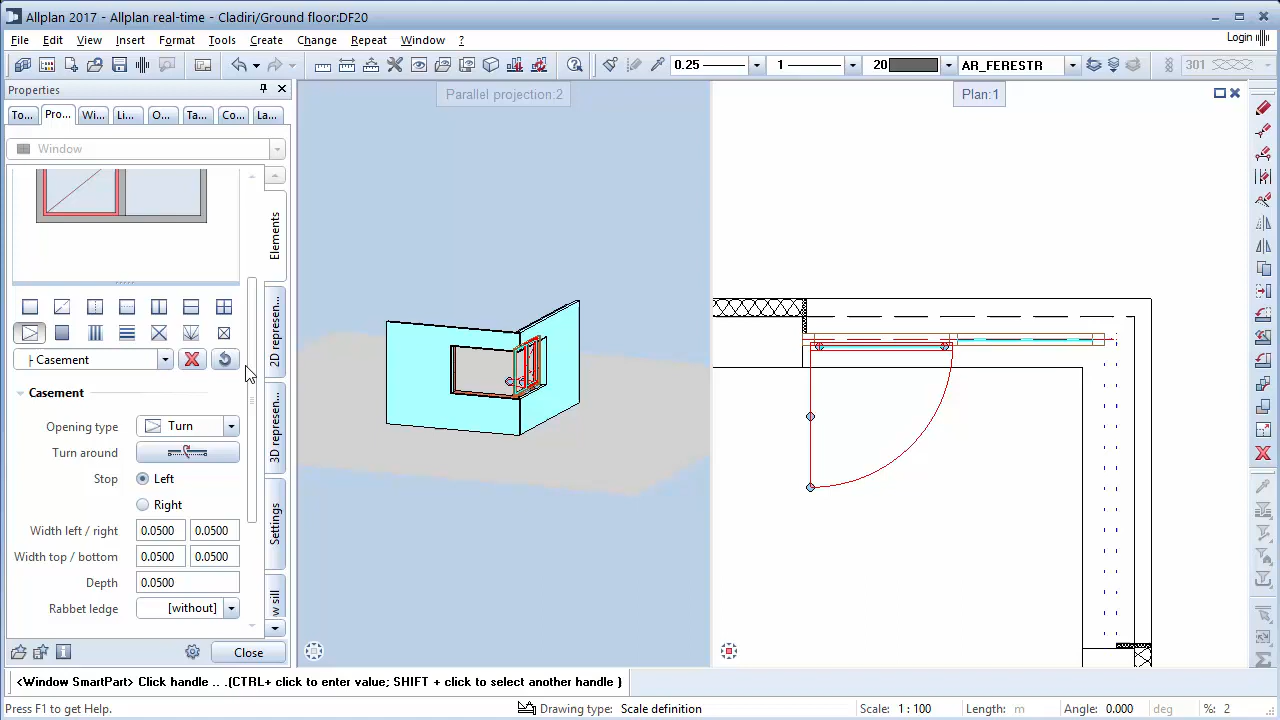 Allplan 2017 - Allplan real-time - Cladiri/Ground floor:DF20
File Edit View Insert Format Tools Create Change Repeat Window ?
Login
0.25 1 20 AR_FERESTR 301
Properties
To... Pro... Wi... Li... O... Ta... Co... La...
Window
Elements
2D represen...
3D represen...
Settings
w sill
Casement
Casement
Opening type Turn
Turn around
Stop Left
Right
Width left / right 0.0500 0.0500
Width top / bottom 0.0500 0.0500
Depth 0.0500
Rabbet ledge [without]
Close
Parallel projection:2
Plan:1
<Window SmartPart> Click handle .. .(CTRL+ click to enter value; SHIFT + click to select another handle )
Press F1 to get Help.
Drawing type: Scale definition
Scale: 1 : 100
Length: m
Angle: 0.000 deg
%: 2